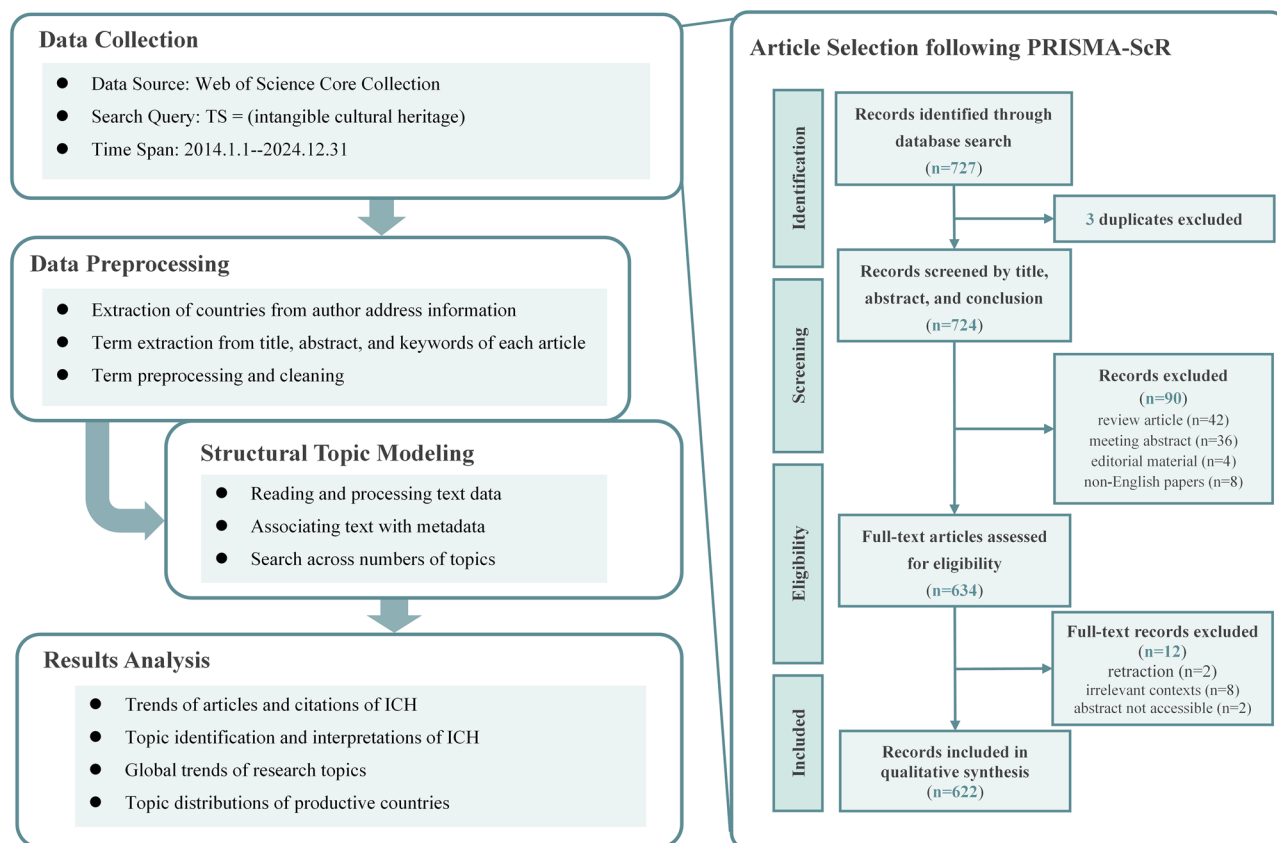 Data Collection
● Data Source: Web of Science Core Collection
● Search Query: TS = (intangible cultural heritage)
● Time Span: 2014.1.1--2024.12.31
Data Preprocessing
● Extraction of countries from author address information
● Term extraction from title, abstract, and keywords of each article
● Term preprocessing and cleaning
Structural Topic Modeling
● Reading and processing text data
● Associating text with metadata
● Search across numbers of topics
Results Analysis
● Trends of articles and citations of ICH
● Topic identification and interpretations of ICH
● Global trends of research topics
● Topic distributions of productive countries
Article Selection following PRISMA-ScR
Identification
Records identified through
database search
(n=727)
3 duplicates excluded
Screening
Records screened by title,
abstract, and conclusion
(n=724)
Records excluded
(n=90)
review article (n=42)
meeting abstract (n=36)
editorial material (n=4)
non-English papers (n=8)
Eligibility
Full-text articles assessed
for eligibility
(n=634)
Full-text records excluded
(n=12)
retraction (n=2)
irrelevant contexts (n=8)
abstract not accessible (n=2)
Included
Records included in
qualitative synthesis
(n=622)